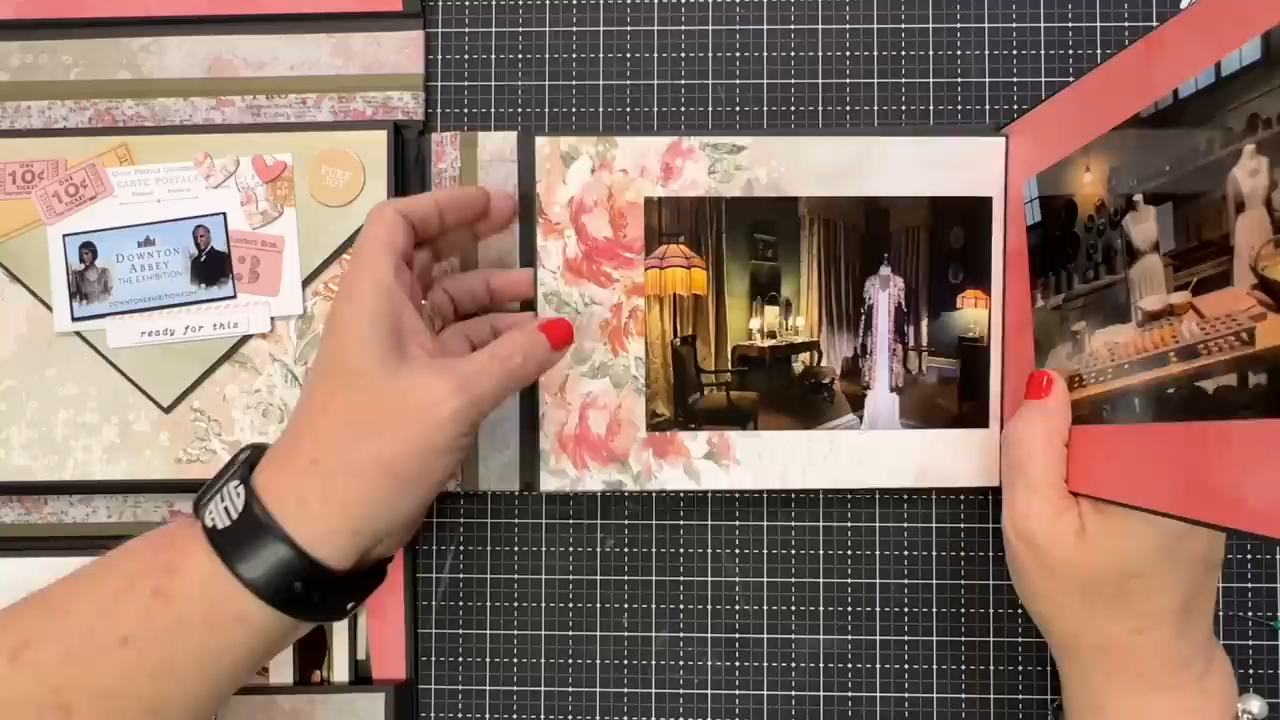 ONE
10¢
TICKET
ONE
10¢
TICKET
CARTE POSTALE
PURE
JOY
DOWNTON
ABBEY
THE EXHIBITION
DOWNTONEXHIBITION.COM
ready for this
AHG